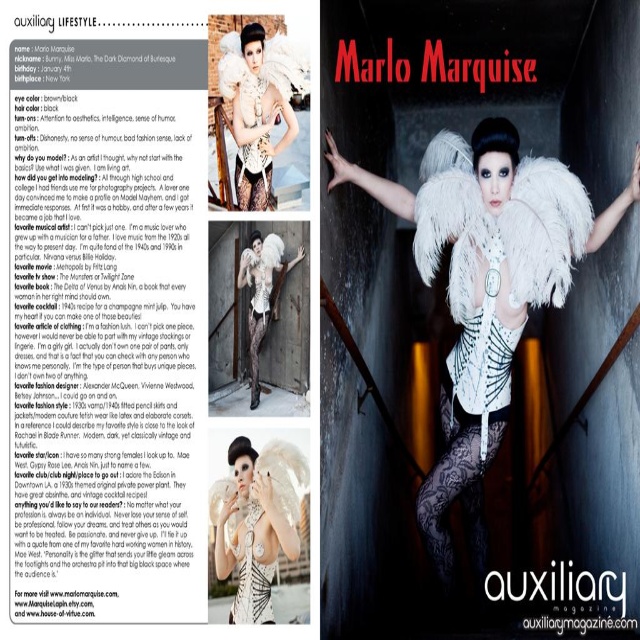 auxiliary LIFESTYLE
name : Marlo Marquise
nickname : Bunny, Miss Marlo, The Dark Diamond of Burlesque
birthday : January 4th
birthplace : New York
eye color : brown/black
hair color : black
turn-ons : Attention to aesthetics, intelligence, sense of humor,
ambition.
turn-offs : Dishonesty, no sense of humour, bad fashion sense, lack of
ambition.
why do you model? : As an artist I thought, why not start with the
basics? Use what I was given. I am living art.
how did you get into modeling? : All through high school and
college I had friends use me for photography projects. A lover one
day convinced me to make a profile on Model Mayhem, and I got
immediate responses. At first it was a hobby, and after a few years it
became a job that I love.
favorite musical artist : I can't pick just one. I'm a music lover who
grew up with a musician for a father. I love music from the 1920s all
the way to present day. I'm quite fond of the 1940s and 1990s in
particular. Nirvana versus Billie Holiday.
favorite movie : Metropolis by Fritz Lang
favorite tv show : The Munsters or Twilight Zone
favorite book : The Delta of Venus by Anais Nin, a book that every
woman in her right mind should own.
favorite cocktail : 1940s recipe for a champagne mint julip. You have
my heart if you can make one of those beauties!
favorite article of clothing : I'm a fashion lush. I can't pick one piece,
however I would never be able to part with my vintage stockings or
lingerie. I'm a girly girl. I actually don't own one pair of pants, only
dresses, and that is a fact that you can check with any person who
knows me personally. I'm the type of person that buys unique pieces,
I don't own two of anything.
favorite fashion designer : Alexander McQueen, Vivienne Westwood,
Betsey Johnson... I could go on and on.
favorite fashion style : 1930s vamp/1940s fitted pencil skirts and
jackets/modern couture fetish wear like latex and elaborate corsets.
In a reference I could describe my favorite style is close to the look of
Rachael in Blade Runner. Modern, dark, yet classically vintage and
futuristic.
favorite star/icon : I have so many strong females I look up to. Mae
West, Gypsy Rose Lee, Anais Nin, just to name a few.
favorite club/club night/place to go out : I adore the Edison in
Downtown LA, a 1930s themed original private power plant. They
have great absinthe, and vintage cocktail recipes!
anything you'd like to say to our readers? : No matter what your
profession is, always be an individual. Never lose your sense of self,
be professional, follow your dreams, and treat others as you would
want to be treated. Be passionate, and never give up. I'll tie it up
with a quote from one of my favorite hard working women in history,
Mae West, 'Personality is the glitter that sends your little gleam across
the footlights and the orchestra pit into that big black space where
the audience is.'
For more visit www.marlomarquise.com,
www.MarquiseLapin.etsy.com,
and www.house-of-virtue.com.
Marlo Marquise
auxiliary
magazine
auxiliarymagazine.com